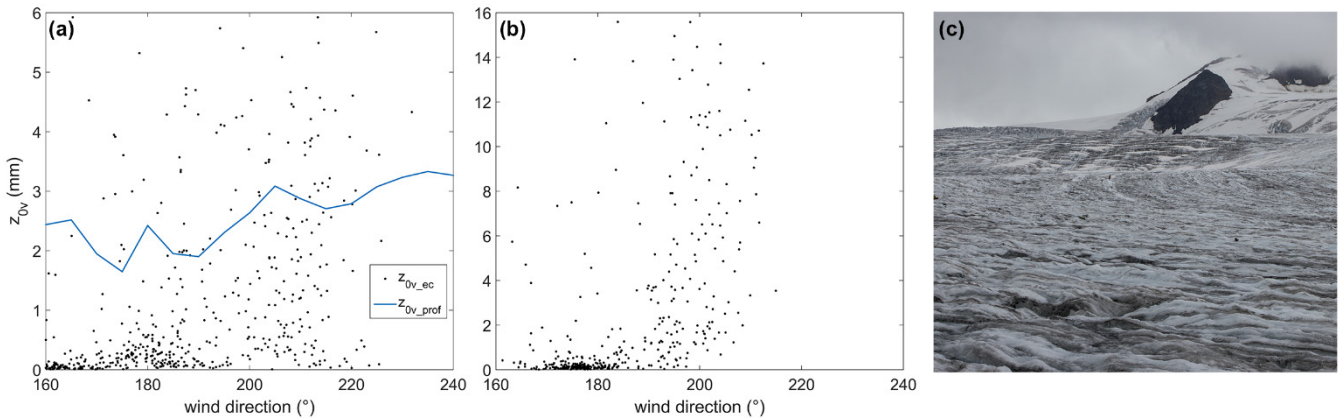 (a)
6
5
4
3
2
1
0
z0v (mm)
160 180 200 220 240
wind direction (°)
z0v_ec
z0v_prof
(b)
16
14
12
10
8
6
4
2
0
160 180 200 220 240
wind direction (°)
(c)